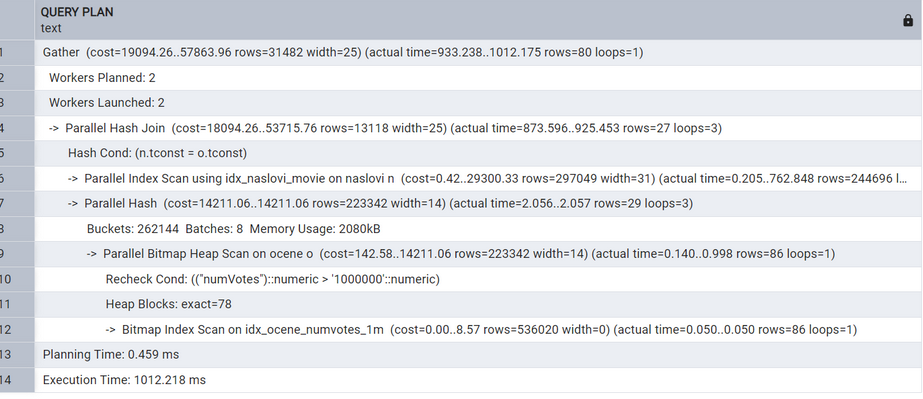 QUERY PLAN
text
1 Gather (cost=19094.26..57863.96 rows=31482 width=25) (actual time=933.238..1012.175 rows=80 loops=1)
2 Workers Planned: 2
3 Workers Launched: 2
4 -> Parallel Hash Join (cost=18094.26..53715.76 rows=13118 width=25) (actual time=873.596..925.453 rows=27 loops=3)
5 Hash Cond: (n.tconst = o.tconst)
6 -> Parallel Index Scan using idx_naslovi_movie on naslovi n (cost=0.42..29300.33 rows=297049 width=31) (actual time=0.205..762.848 rows=244696 l...
7 -> Parallel Hash (cost=14211.06..14211.06 rows=223342 width=14) (actual time=2.056..2.057 rows=29 loops=3)
8 Buckets: 262144 Batches: 8 Memory Usage: 2080kB
9 -> Parallel Bitmap Heap Scan on ocene o (cost=142.58..14211.06 rows=223342 width=14) (actual time=0.140..0.998 rows=86 loops=1)
10 Recheck Cond: (("numVotes")::numeric > '1000000'::numeric)
11 Heap Blocks: exact=78
12 -> Bitmap Index Scan on idx_ocene_numvotes_1m (cost=0.00..8.57 rows=536020 width=0) (actual time=0.050..0.050 rows=86 loops=1)
13 Planning Time: 0.459 ms
14 Execution Time: 1012.218 ms